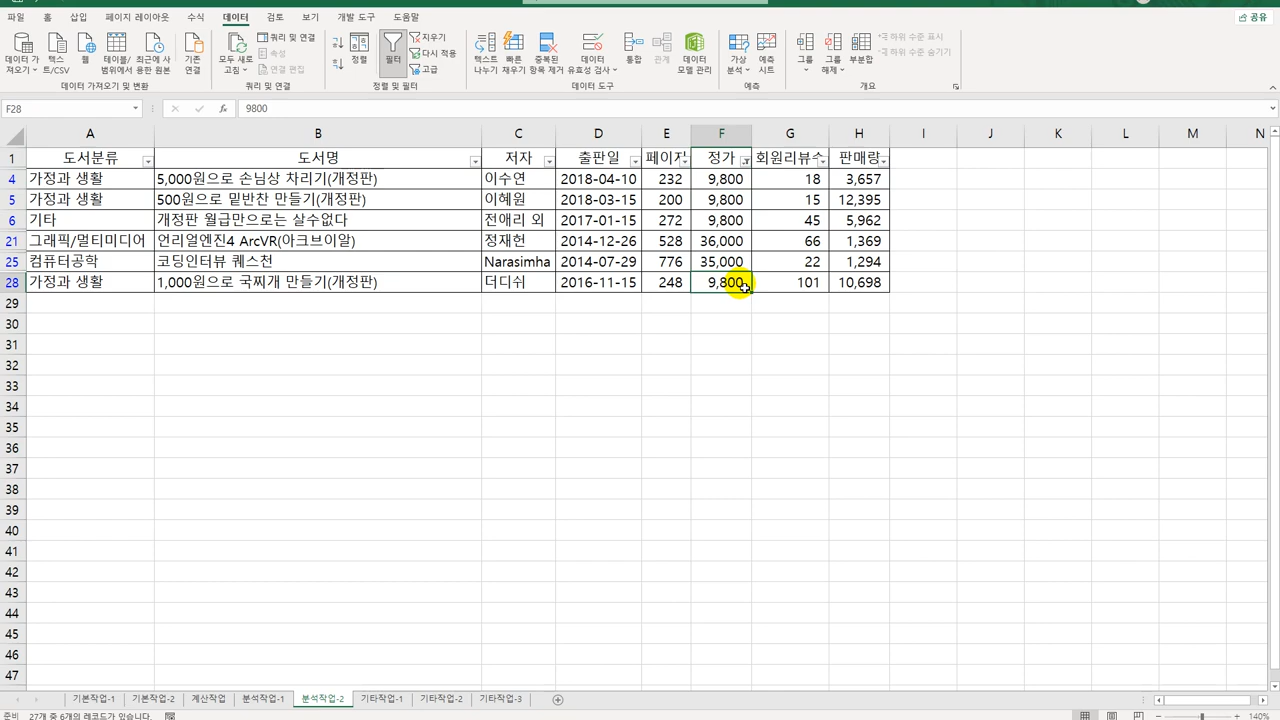 파일 홈 삽입 페이지 레이아웃 수식 데이터 검토 보기 개발 도구 도움말 공유
데이터 가져오기 텍스트/CSV 웹 테이블/범위에서 최근에 사용한 원본 기존 연결 모두 새로 고침 쿼리 및 연결 속성 연결 편집 정렬 필터 지우기 다시 적용 고급 텍스트 나누기 빠른 채우기 중복된 항목 제거 데이터 유효성 검사 통합 관계 데이터 모델 관리 가상 분석 예측 시트 그룹 그룹 해제 부분합 하위 수준 표시 하위 수준 숨기기
데이터 가져오기 및 변환 쿼리 및 연결 정렬 및 필터 데이터 도구 예측 개요
F28 fx 9800
A B C D E F G H I J K L M N
1 도서분류 도서명 저자 출판일 페이지 정가 회원리뷰수 판매량
4 가정과 생활 5,000원으로 손님상 차리기(개정판) 이수연 2018-04-10 232 9,800 18 3,657
5 가정과 생활 500원으로 밑반찬 만들기(개정판) 이혜원 2018-03-15 200 9,800 15 12,395
6 기타 개정판 월급만으로는 살수없다 전애리 외 2017-01-15 272 9,800 45 5,962
21 그래픽/멀티미디어 언리얼엔진4 ArcVR(아크브이알) 정재헌 2014-12-26 528 36,000 66 1,369
25 컴퓨터공학 코딩인터뷰 퀘스천 Narasimha 2014-07-29 776 35,000 22 1,294
28 가정과 생활 1,000원으로 국찌개 만들기(개정판) 더디쉬 2016-11-15 248 9,800 101 10,698
29
30
31
32
33
34
35
36
37
38
39
40
41
42
43
44
45
46
47
기본작업-1 기본작업-2 계산작업 분석작업-1 분석작업-2 기타작업-1 기타작업-2 기타작업-3
준비 27개 중 6개의 레코드가 있습니다. 140%